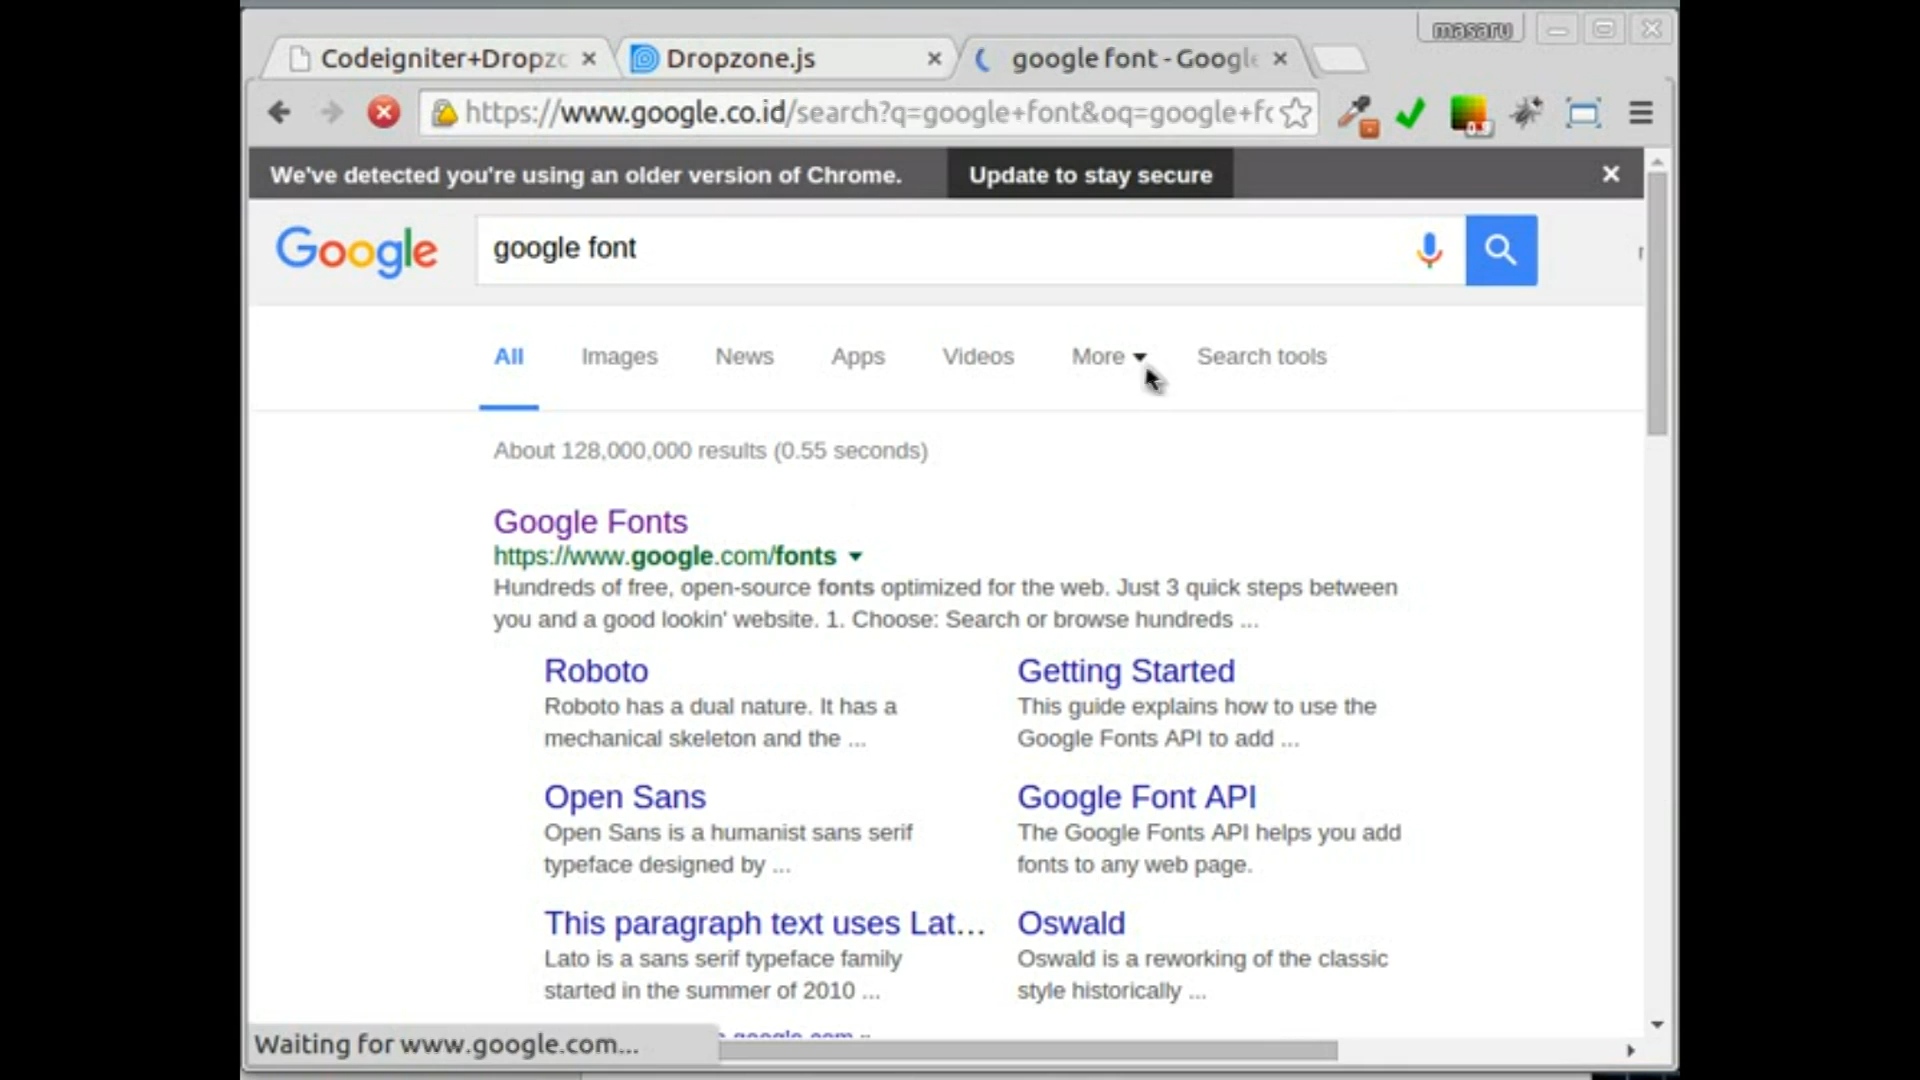 masaru
Codeigniter+Dropzo
Dropzone.js
google font - Google
https://www.google.co.id/search?q=google+font&oq=google+fo
We've detected you're using an older version of Chrome.
Update to stay secure
Google
google font
All
Images
News
Apps
Videos
More
Search tools
About 128,000,000 results (0.55 seconds)
Google Fonts
https://www.google.com/fonts
Hundreds of free, open-source fonts optimized for the web. Just 3 quick steps between
you and a good lookin' website. 1. Choose: Search or browse hundreds ...
Roboto
Roboto has a dual nature. It has a
mechanical skeleton and the ...
Getting Started
This guide explains how to use the
Google Fonts API to add ...
Open Sans
Open Sans is a humanist sans serif
typeface designed by ...
Google Font API
The Google Fonts API helps you add
fonts to any web page.
This paragraph text uses Lat...
Lato is a sans serif typeface family
started in the summer of 2010 ...
Oswald
Oswald is a reworking of the classic
style historically ...
Waiting for www.google.com...